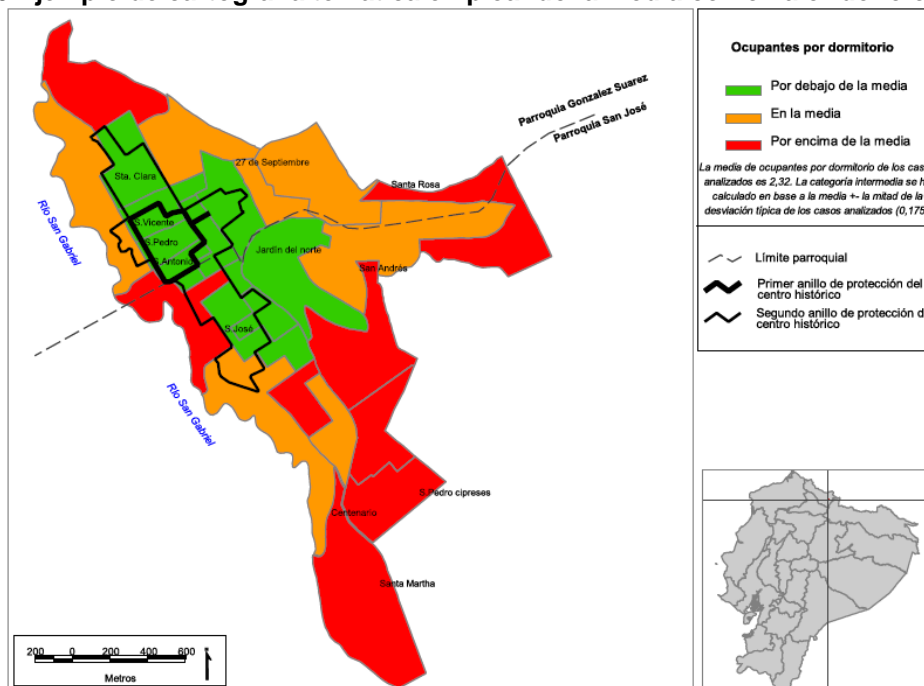 Ocupantes por dormitorio
Por debajo de la media
En la media
Por encima de la media
La media de ocupantes por dormitorio de los cas
analizados es 2,32. La categoría intermedia se h
calculado en base a la media +- la mitad de la
desviación típica de los casos analizados (0,175
Límite parroquial
Primer anillo de protección del
centro histórico
Segundo anillo de protección d
centro histórico
Parroquia Gonzalez Suarez
Parroquia San José
27 de Septiembre
Sta. Clara
Santa Rosa
Río San Gabriel
S.Vicente
S.Pedro
Jardín del norte
S.Antonio
San Andrés
S.José
Río San Gabriel
S.Pedro cipreses
Centenario
Santa Martha
200 0 200 400 600
Metros